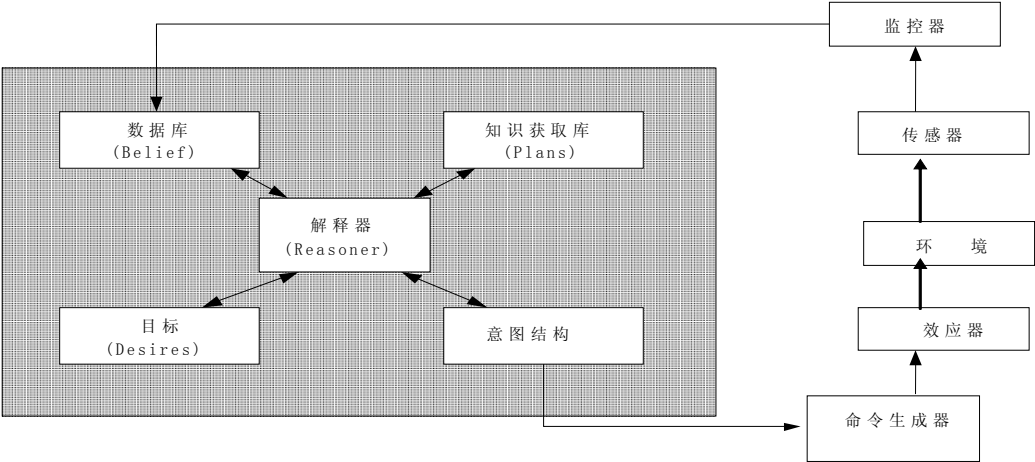 监控器
数据库
(Belief)
知识获取库
(Plans)
传感器
解释器
(Reasoner)
环 境
目标
(Desires)
意图结构
效应器
命令生成器